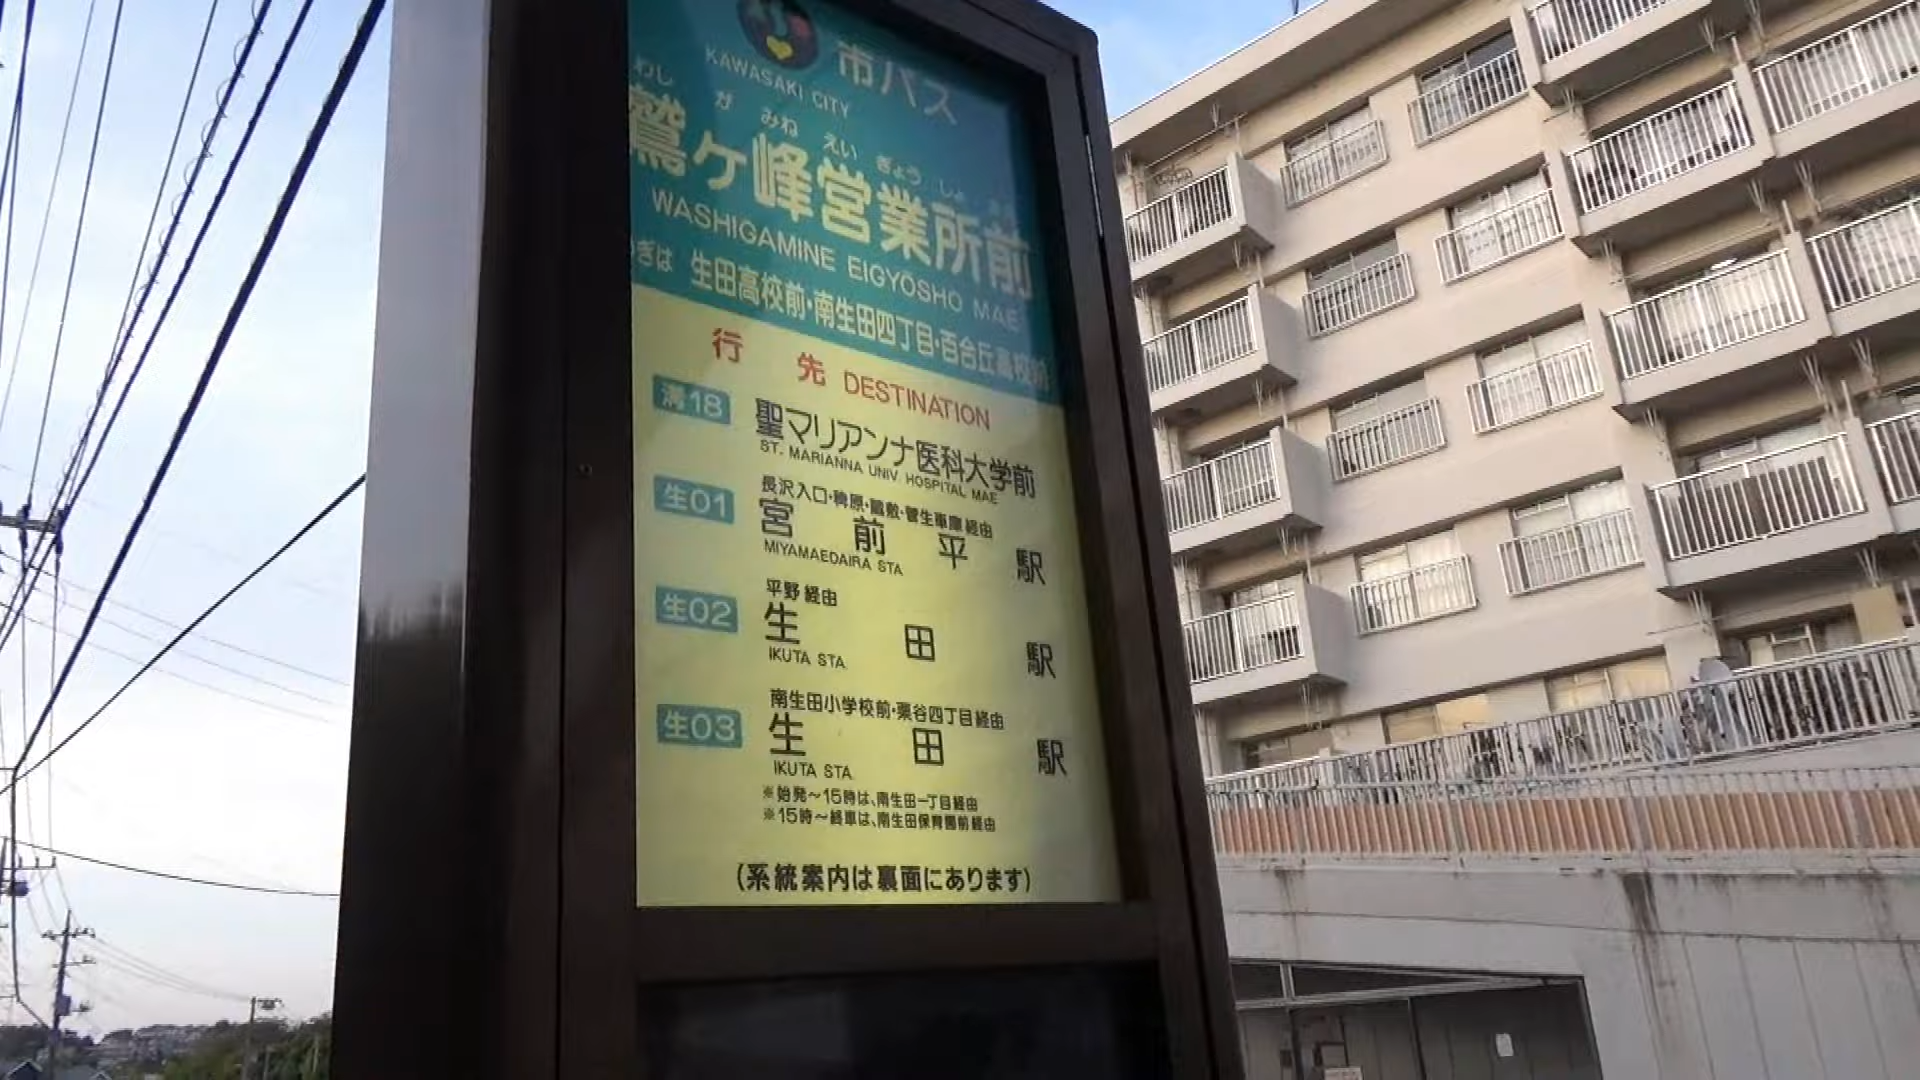 市バス
KAWASAKI CITY
わし が みね えい ぎょう しょ
鷲ヶ峰営業所前
WASHIGAMINE EIGYŌSHO MAE
ぎは 生田高校前・南生田四丁目・百合丘高校前
行先 DESTINATION
溝18 聖マリアンナ医科大学前
ST. MARIANNA UNIV. HOSPITAL MAE
長沢入口・稗原・蔵敷・菅生車庫経由
生01 宮前平駅
MIYAMAEDAIRA STA
平野経由
生02 生田駅
IKUTA STA
南生田小学校前・栗谷四丁目経由
生03 生田駅
IKUTA STA
※始発〜15時は、南生田一丁目経由
※15時〜終車は、南生田保育園前経由
(系統案内は裏面にあります)